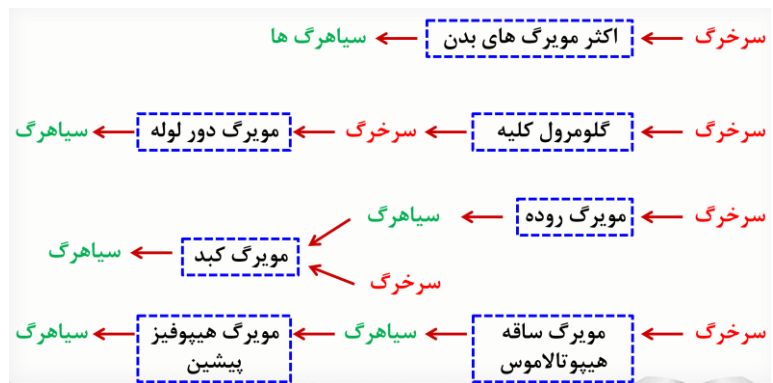 سرخرگ ← اکثر مویرگ های بدن ← سیاهرگ ها
سرخرگ ← گلومرول کلیه ← سرخرگ ← مویرگ دور لوله ← سیاهرگ
سرخرگ ← مویرگ روده ← سیاهرگ
مویرگ کبد ← سیاهرگ
سرخرگ
سرخرگ ← مویرگ ساقه ← سیاهرگ ← مویرگ هیپوفیز ← سیاهرگ
هیپوتالاموس پیشین